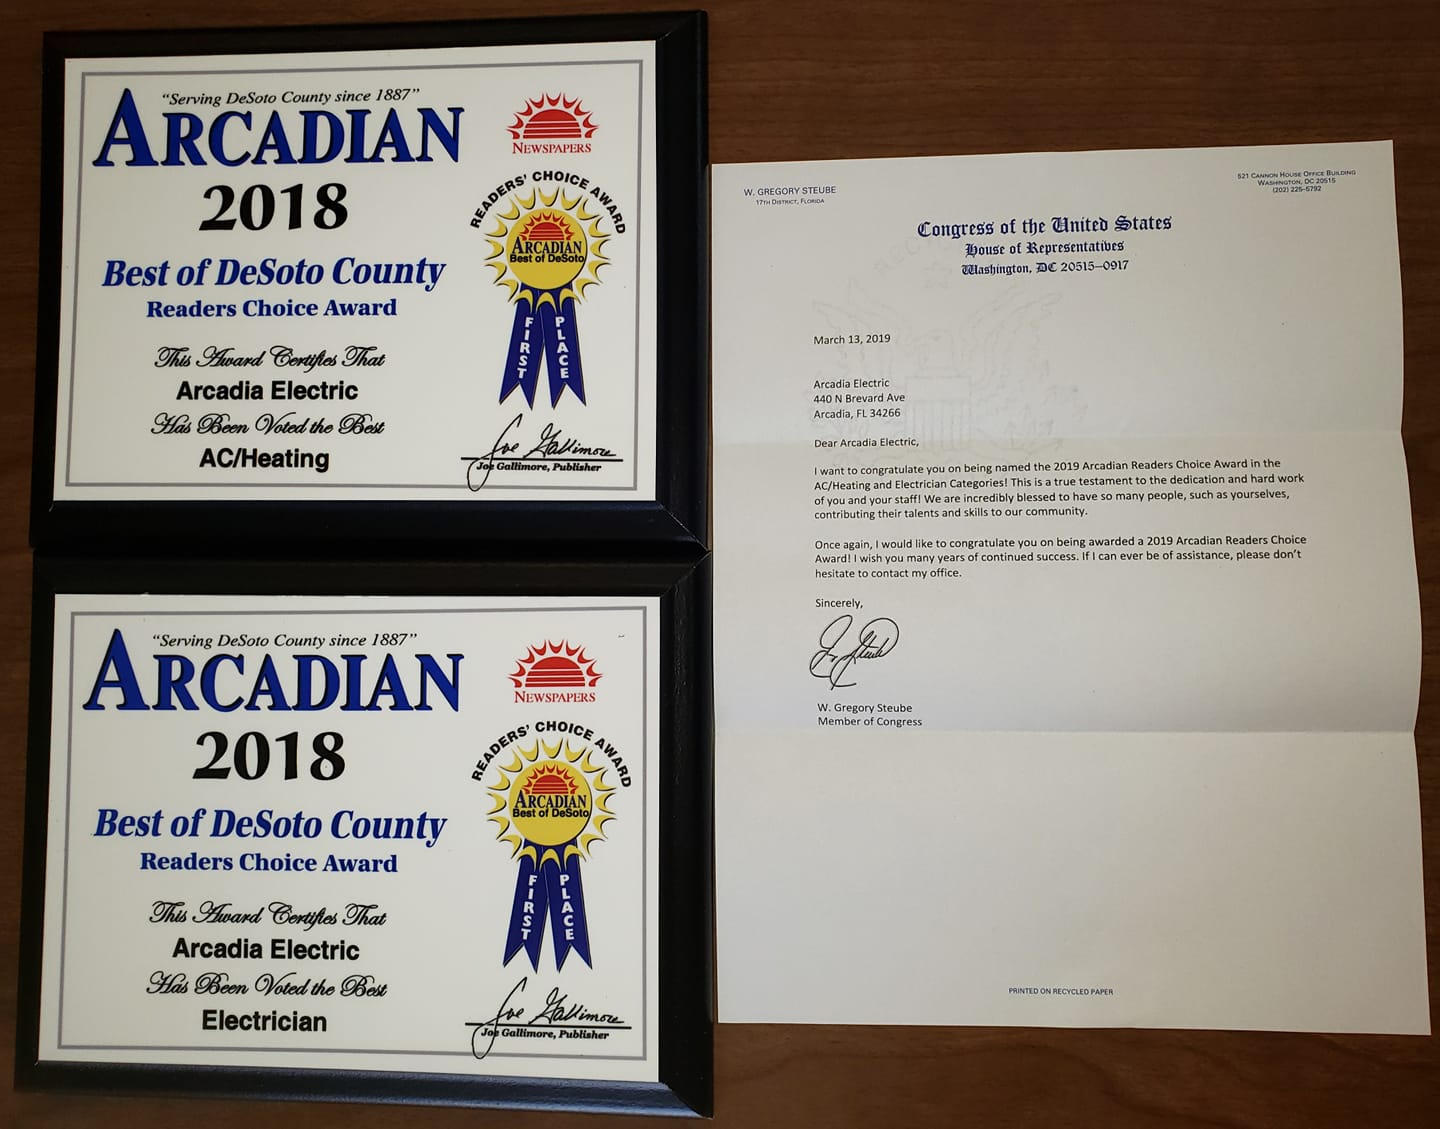 "Serving DeSoto County since 1887"
ARCADIAN
NEWSPAPERS
2018
Best of DeSoto County
Readers Choice Award
This Award Certifies That
Arcadia Electric
Has Been Voted the Best
AC/Heating
READERS' CHOICE AWARD
ARCADIAN
Best of DeSoto
FIRST
PLACE
Joe Gallimore
Joe Gallimore, Publisher
"Serving DeSoto County since 1887"
ARCADIAN
NEWSPAPERS
2018
Best of DeSoto County
Readers Choice Award
This Award Certifies That
Arcadia Electric
Has Been Voted the Best
Electrician
READERS' CHOICE AWARD
ARCADIAN
Best of DeSoto
FIRST
PLACE
Joe Gallimore
Joe Gallimore, Publisher
W. GREGORY STEUBE
17TH DISTRICT, FLORIDA
521 CANNON HOUSE OFFICE BUILDING
WASHINGTON, DC 20515
(202) 225-5792
Congress of the United States
House of Representatives
Washington, DC 20515–0917
March 13, 2019
Arcadia Electric
440 N Brevard Ave
Arcadia, FL 34266
Dear Arcadia Electric,
I want to congratulate you on being named the 2019 Arcadian Readers Choice Award in the
AC/Heating and Electrician Categories! This is a true testament to the dedication and hard work
of you and your staff! We are incredibly blessed to have so many people, such as yourselves,
contributing their talents and skills to our community.
Once again, I would like to congratulate you on being awarded a 2019 Arcadian Readers Choice
Award! I wish you many years of continued success. If I can ever be of assistance, please don't
hesitate to contact my office.
Sincerely,
W. Gregory Steube
Member of Congress
PRINTED ON RECYCLED PAPER